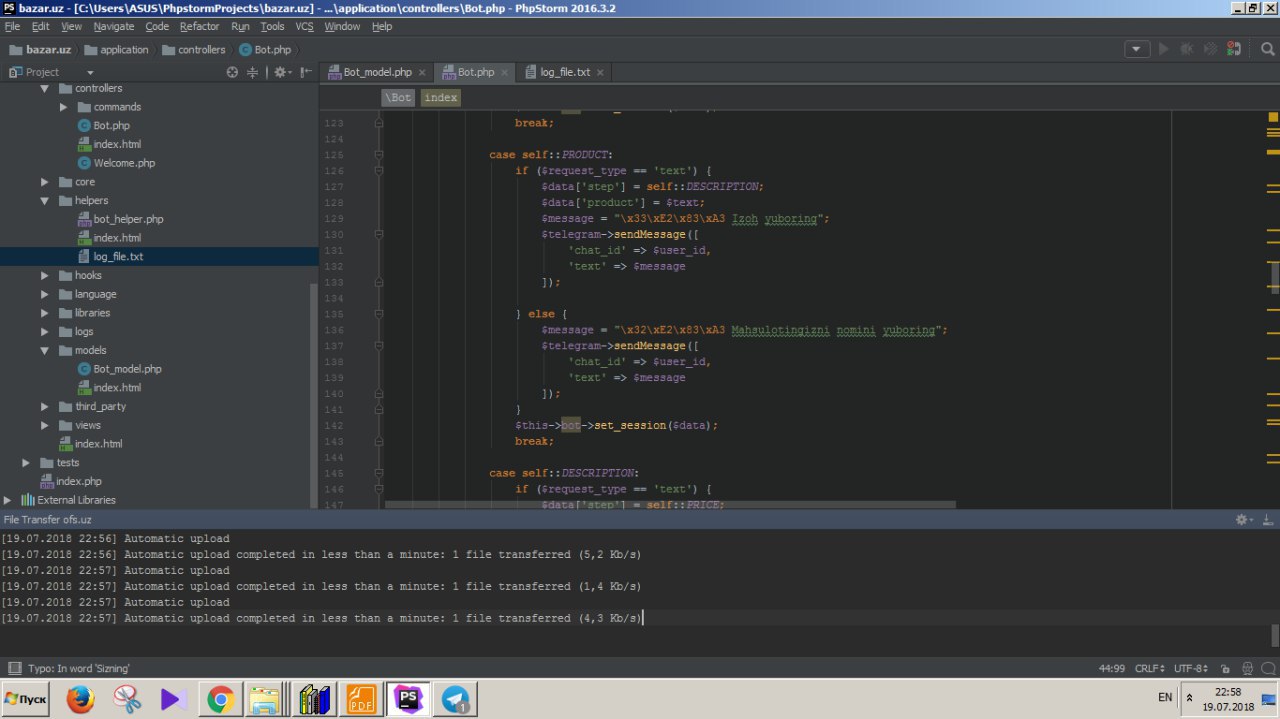 bazar.uz - [C:\Users\ASUS\PhpstormProjects\bazar.uz] - ...\application\controllers\Bot.php - PhpStorm 2016.3.2
File Edit View Navigate Code Refactor Run Tools VCS Window Help
bazar.uz application controllers Bot.php
Project
Bot_model.php Bot.php log_file.txt
\Bot index
controllers
commands
Bot.php
index.html
Welcome.php
core
helpers
bot_helper.php
index.html
log_file.txt
hooks
language
libraries
logs
models
Bot_model.php
index.html
third_party
views
index.html
tests
index.php
External Libraries
123 break;
124
125 case self::PRODUCT:
126 if ($request_type == 'text') {
127 $data['step'] = self::DESCRIPTION;
128 $data['product'] = $text;
129 $message = "\x33\xE2\x83\xA3 Izoh yuboring";
130 $telegram->sendMessage([
131 'chat_id' => $user_id,
132 'text' => $message
133 ]);
134
135 } else {
136 $message = "\x32\xE2\x83\xA3 Mahsulotingizni nomini yuboring";
137 $telegram->sendMessage([
138 'chat_id' => $user_id,
139 'text' => $message
140 ]);
141 }
142 $this->bot->set_session($data);
143 break;
144
145 case self::DESCRIPTION:
146 if ($request_type == 'text') {
147 $data['step'] = self::PRICE;
File Transfer ofs.uz
[19.07.2018 22:56] Automatic upload
[19.07.2018 22:56] Automatic upload completed in less than a minute: 1 file transferred (5,2 Kb/s)
[19.07.2018 22:57] Automatic upload
[19.07.2018 22:57] Automatic upload completed in less than a minute: 1 file transferred (1,4 Kb/s)
[19.07.2018 22:57] Automatic upload
[19.07.2018 22:57] Automatic upload completed in less than a minute: 1 file transferred (4,3 Kb/s)
Typo: In word 'Sizning' 44:99 CRLF UTF-8
Пуск PDF PS 1 EN 22:58
19.07.2018